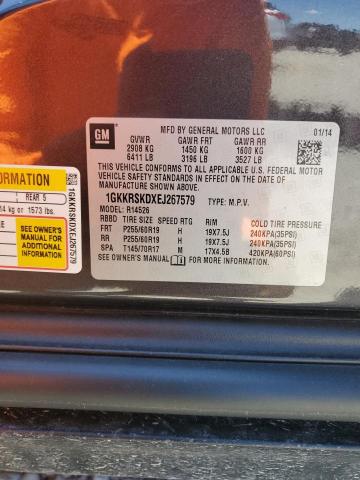 GM
MFD BY GENERAL MOTORS LLC 01/14
GVWR GAWR FRT GAWR RR
2908 KG 1450 KG 1600 KG
6411 LB 3196 LB 3527 LB
THIS VEHICLE CONFORMS TO ALL APPLICABLE U.S. FEDERAL MOTOR
VEHICLE SAFETY STANDARDS IN EFFECT ON THE DATE OF
MANUFACTURE SHOWN ABOVE.
1GKKRSKDXEJ267579 TYPE: M.P.V.
MODEL: R14526
RBBD TIRE SIZE SPEED RTG RIM COLD TIRE PRESSURE
FRT P255/60R19 H 19X7.5J 240KPA(35PSI)
RR P255/60R19 H 19X7.5J 240KPA(35PSI)
SPA T145/70R17 M 17X4.5B 420KPA(60PSI)
SEE OWNER'S MANUAL FOR MORE INFORMATION
FORMATION
REAR 5
14 kg or 1573 lbs.
SEE OWNER'S
MANUAL FOR
ADDITIONAL
INFORMATION
1GKKRSKDXEJ267579